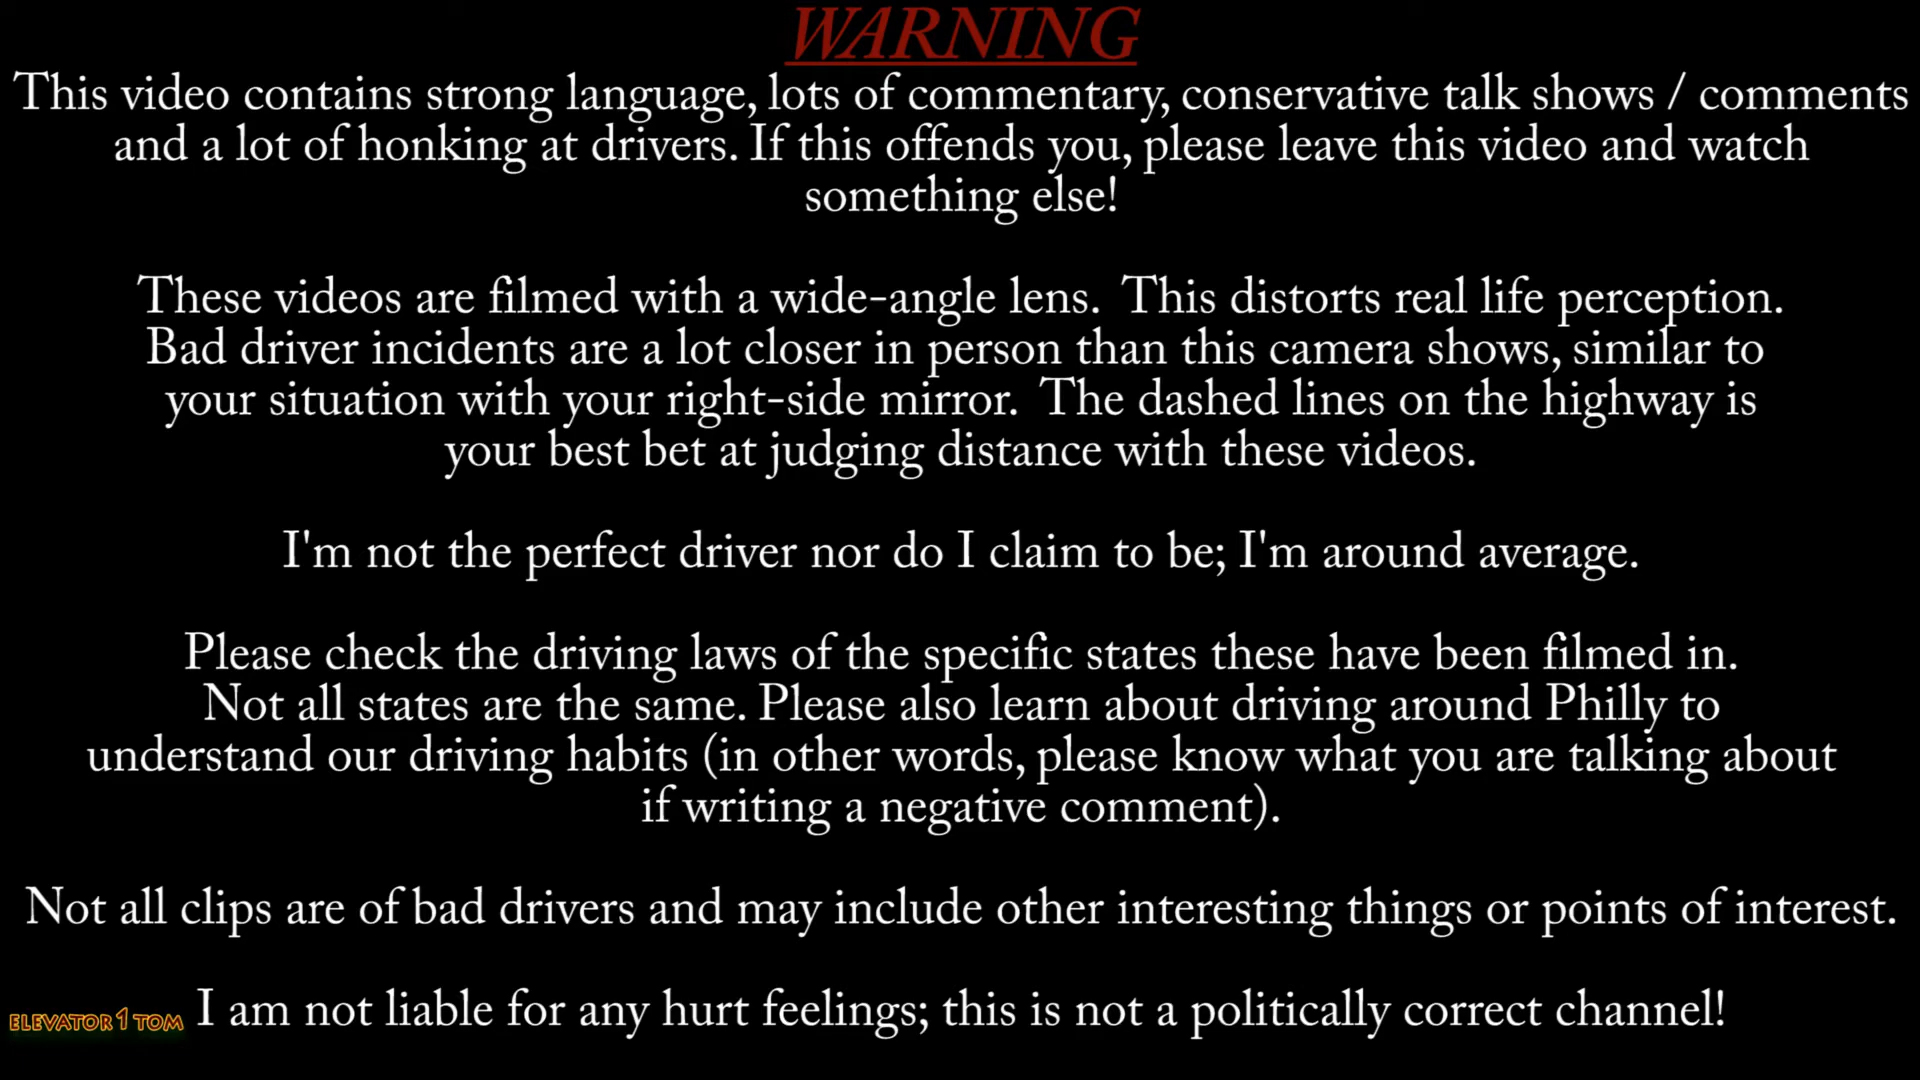 WARNING
This video contains strong language, lots of commentary, conservative talk shows / comments
and a lot of honking at drivers. If this offends you, please leave this video and watch
something else!
These videos are filmed with a wide-angle lens.  This distorts real life perception.
Bad driver incidents are a lot closer in person than this camera shows, similar to
your situation with your right-side mirror.  The dashed lines on the highway is
your best bet at judging distance with these videos.
I'm not the perfect driver nor do I claim to be; I'm around average.
Please check the driving laws of the specific states these have been filmed in.
Not all states are the same. Please also learn about driving around Philly to
understand our driving habits (in other words, please know what you are talking about
if writing a negative comment).
Not all clips are of bad drivers and may include other interesting things or points of interest.
I am not liable for any hurt feelings; this is not a politically correct channel!
ELEVATOR 1 TOM